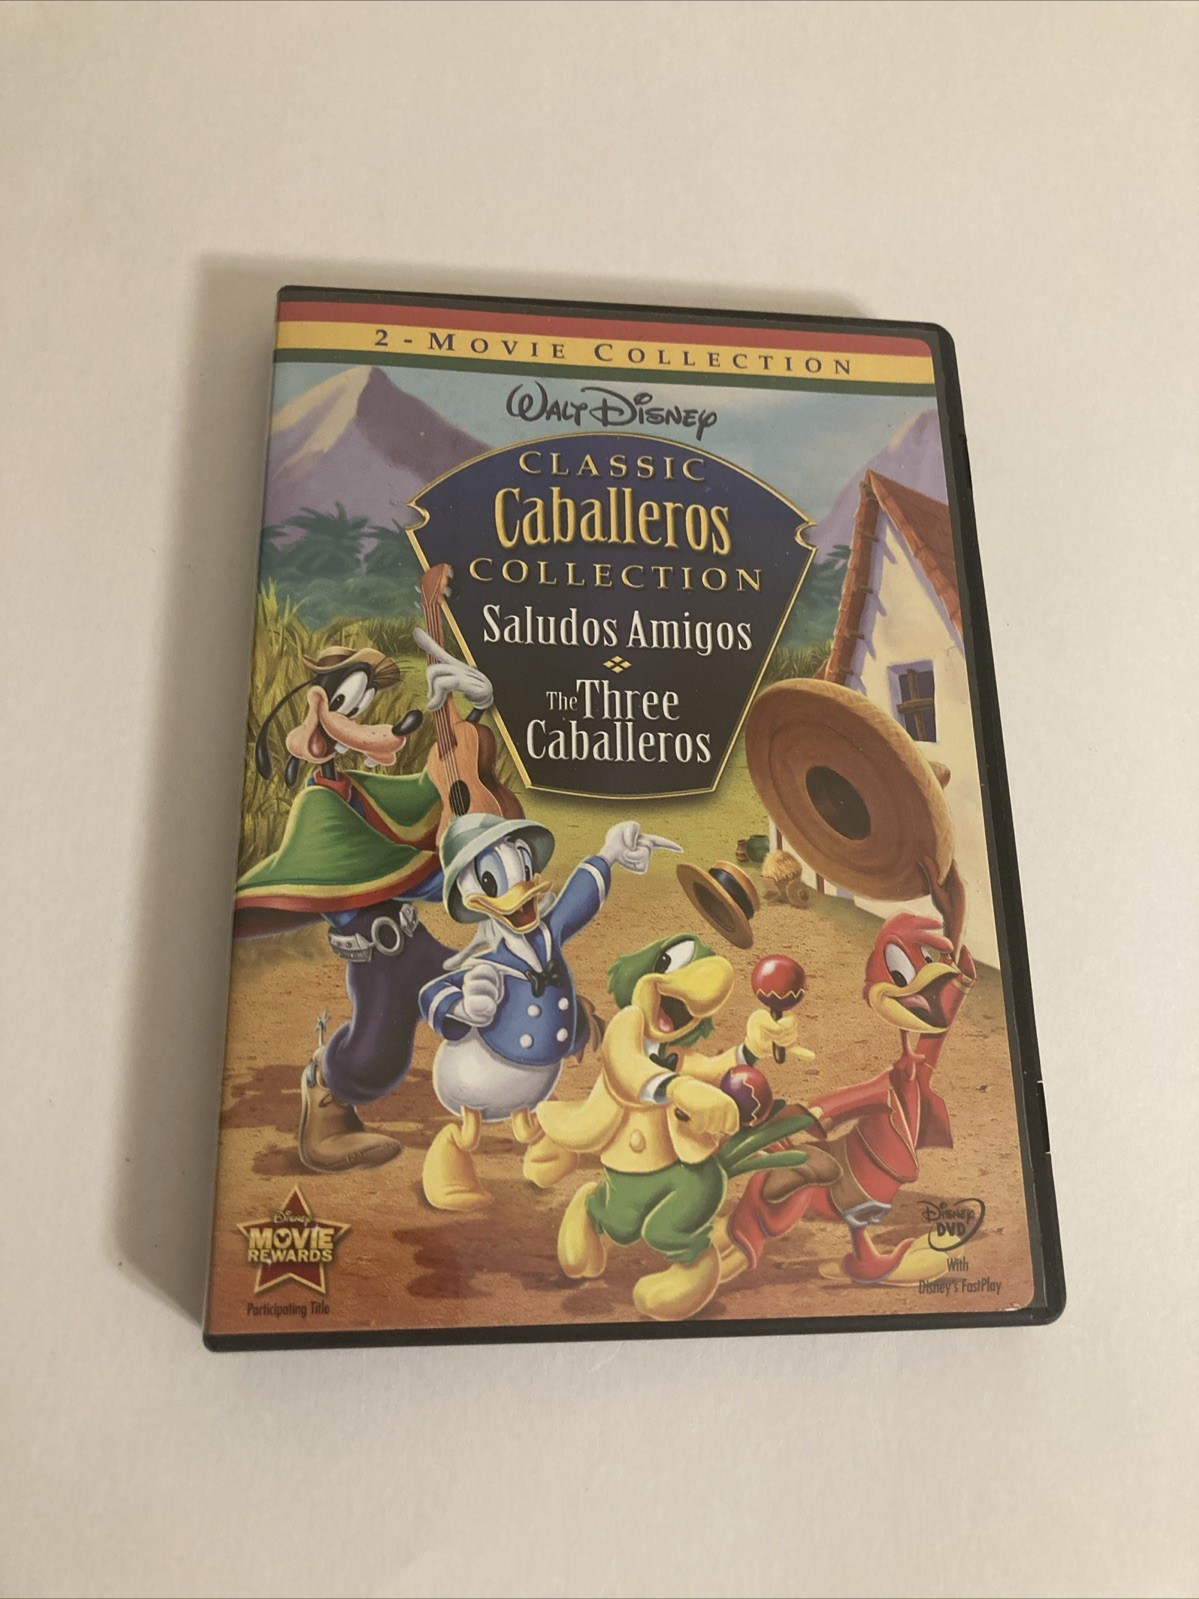 2-MOVIE COLLECTION
WALT DISNEY
CLASSIC
Caballeros
COLLECTION
Saludos Amigos
The Three
Caballeros
DISNEY
MOVIE
REWARDS
Participating Title
DISNEY
DVD
With
Disney's FastPlay